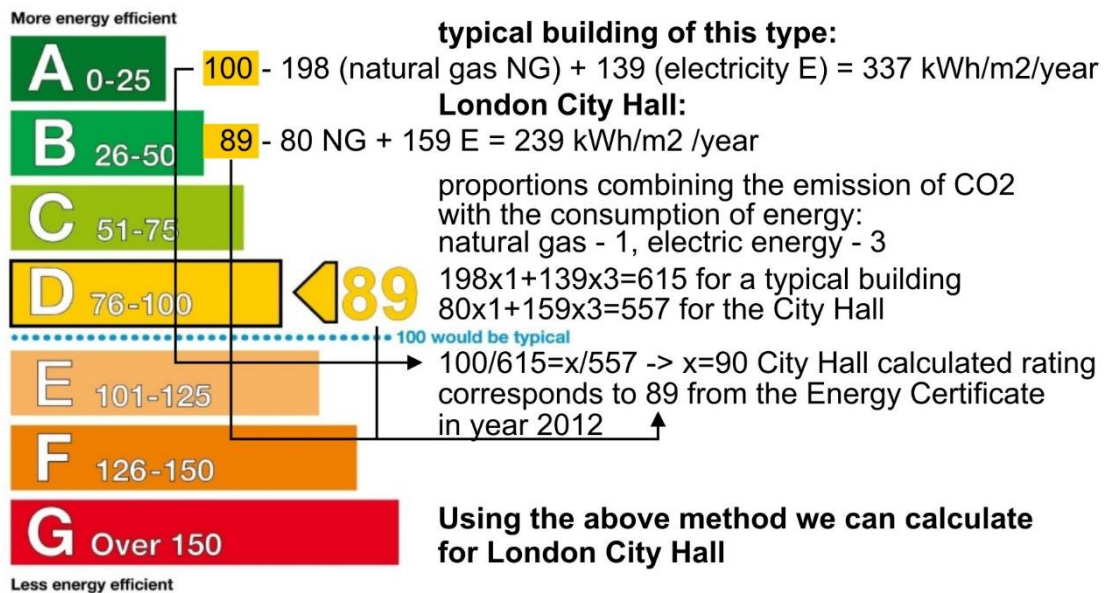 More energy efficient
typical building of this type:
A 0-25
100 - 198 (natural gas NG) + 139 (electricity E) = 337 kWh/m2/year
London City Hall:
B 26-50
89 - 80 NG + 159 E = 239 kWh/m2 /year
proportions combining the emission of CO2
with the consumption of energy:
natural gas - 1, electric energy - 3
C 51-75
D 76-100
89
198x1+139x3=615 for a typical building
80x1+159x3=557 for the City Hall
100 would be typical
100/615=x/557 -> x=90 City Hall calculated rating
corresponds to 89 from the Energy Certificate
in year 2012
E 101-125
F 126-150
G Over 150
Using the above method we can calculate
for London City Hall
Less energy efficient